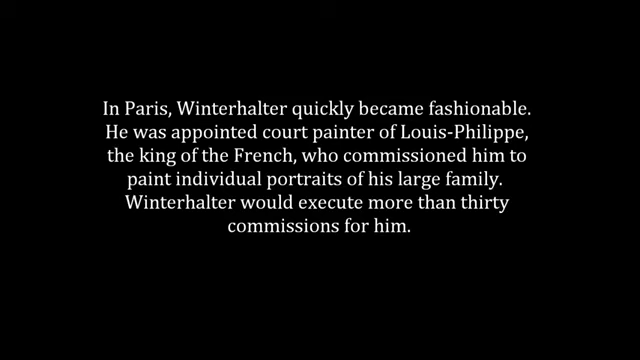 In Paris, Winterhalter quickly became fashionable.
He was appointed court painter of Louis-Philippe,
the king of the French, who commissioned him to
paint individual portraits of his large family.
Winterhalter would execute more than thirty
commissions for him.